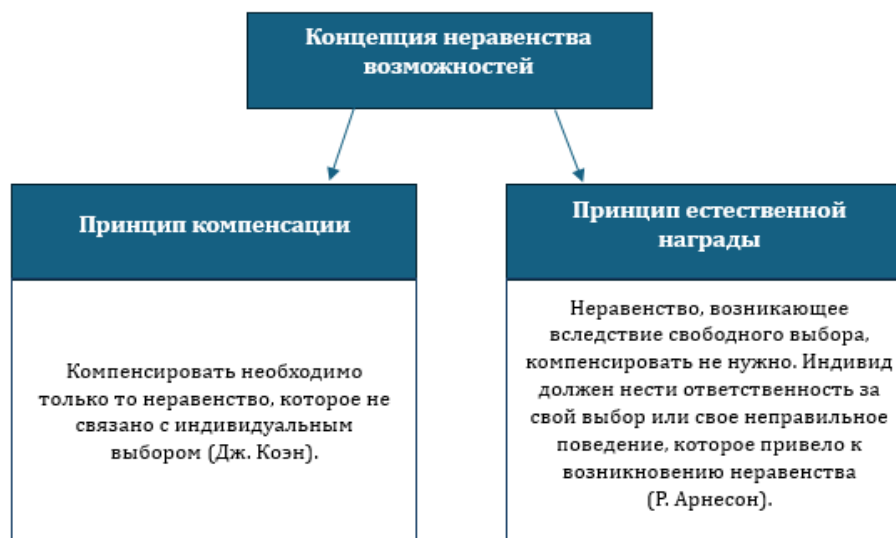 Концепция неравенства
возможностей
Принцип компенсации
Компенсировать необходимо
только то неравенство, которое не
связано с индивидуальным
выбором (Дж. Коэн).
Принцип естественной
награды
Неравенство, возникающее
вследствие свободного выбора,
компенсировать не нужно. Индивид
должен нести ответственность за
свой выбор или свое неправильное
поведение, которое привело к
возникновению неравенства
(Р. Арнесон).